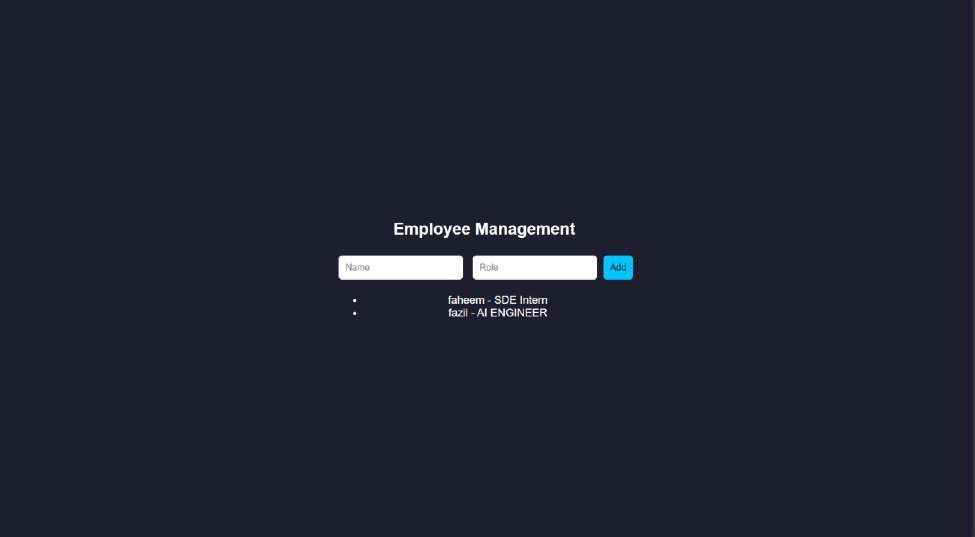 Employee Management
Name Role Add
faheem - SDE Intern
fazil - AI ENGINEER